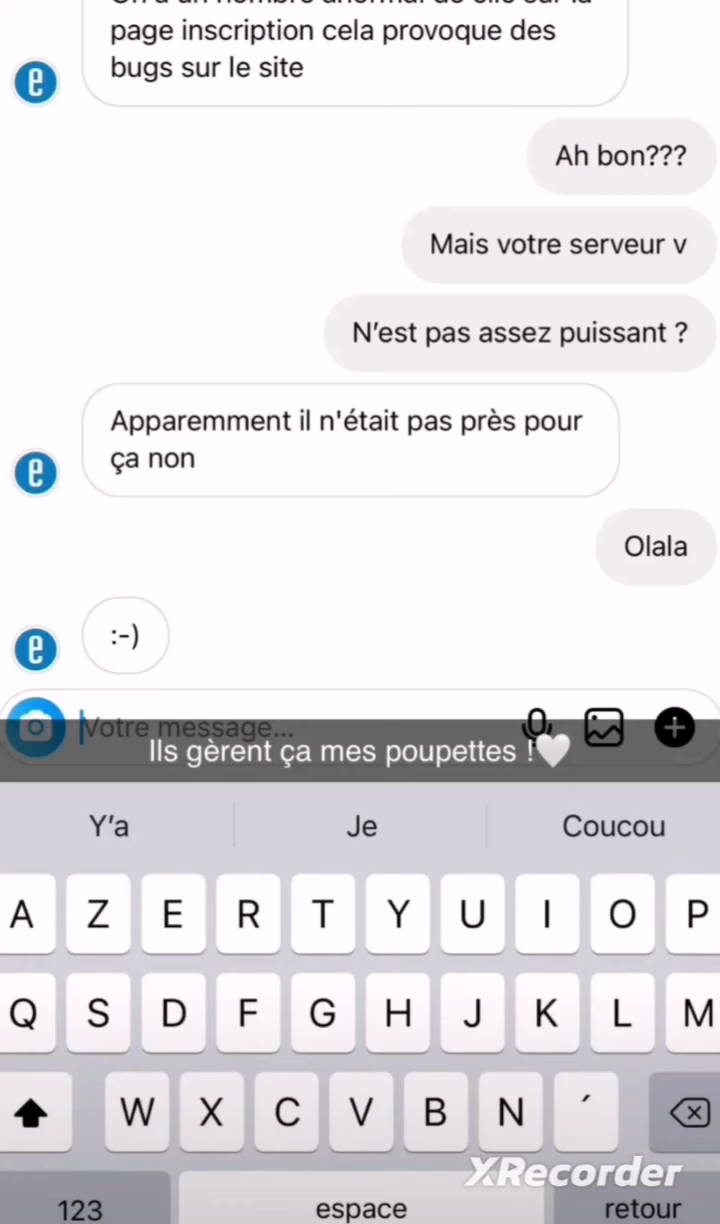 page inscription cela provoque des
bugs sur le site
e
Ah bon???
Mais votre serveur v
N'est pas assez puissant ?
Apparemment il n'était pas près pour
ça non
e
Olala
:-)
e
Votre message...
Ils gèrent ça mes poupettes !🤍
Y'a Je Coucou
A Z E R T Y U I O P
Q S D F G H J K L M
W X C V B N ´
XRecorder
123 espace retour